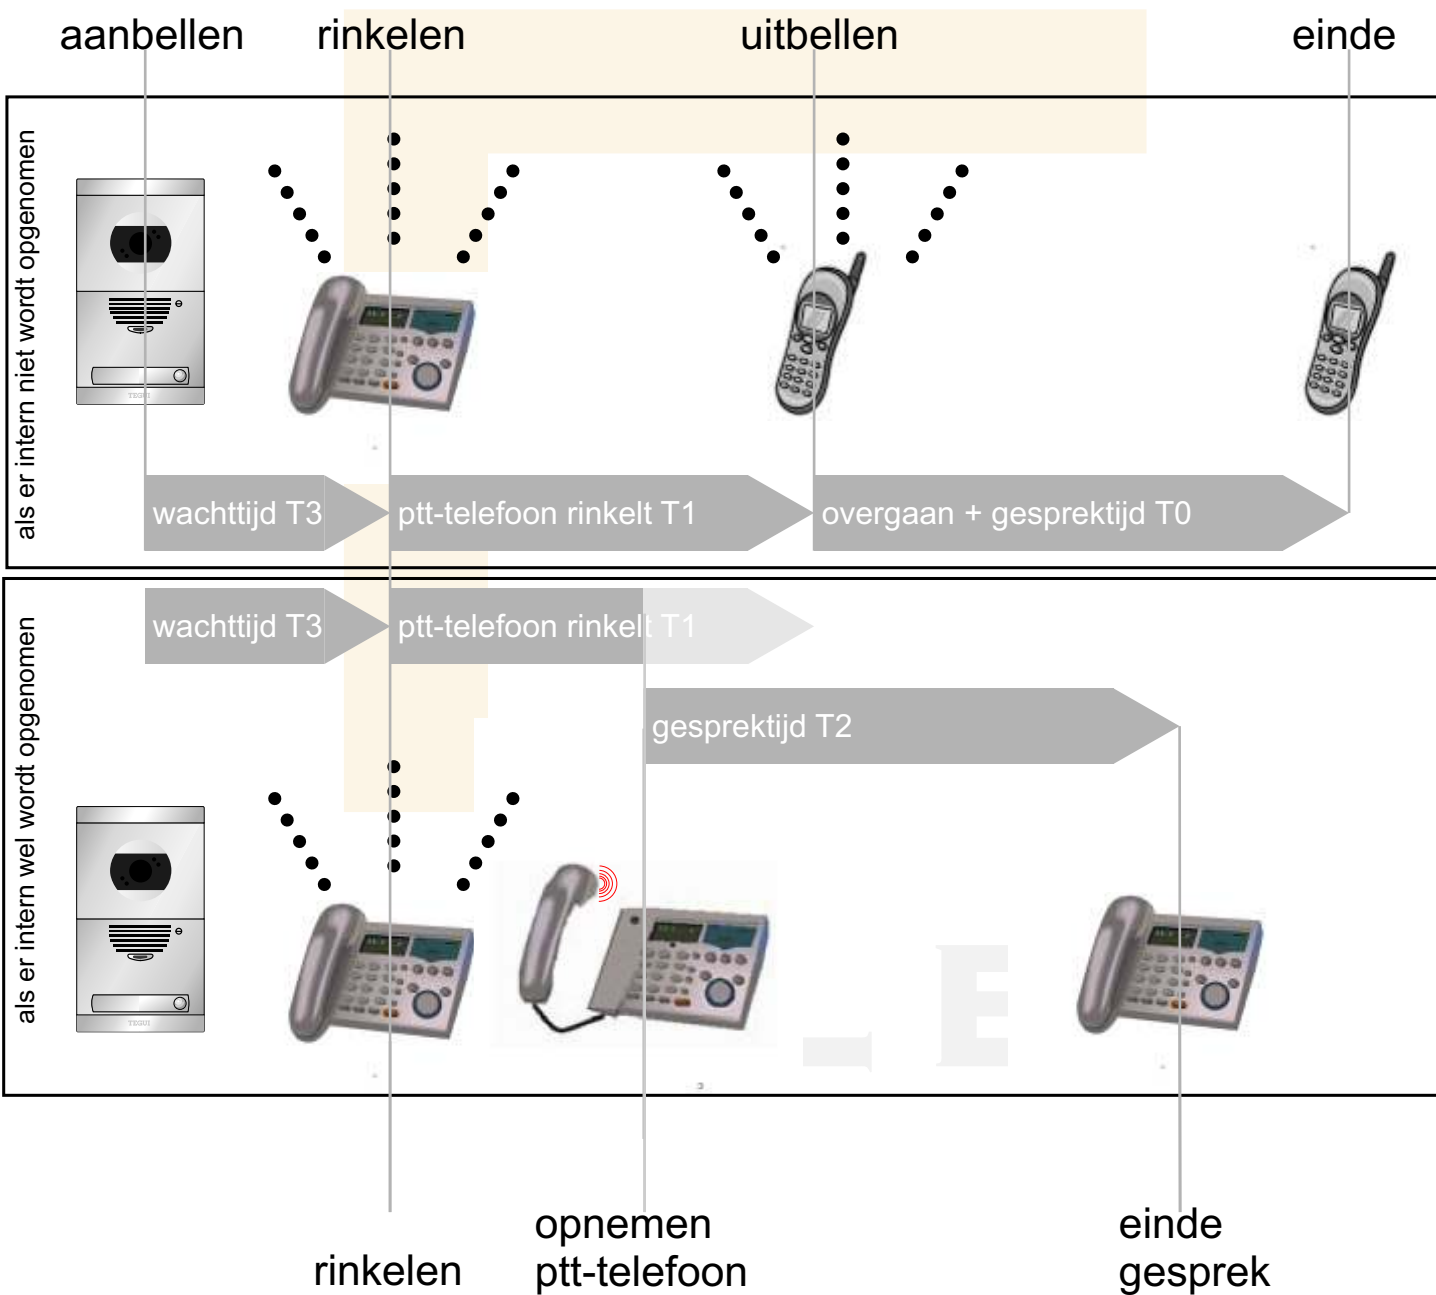 aanbellen rinkelen uitbellen einde
als er intern niet wordt opgenomen
TEGUI
wachttijd T3 ptt-telefoon rinkelt T1 overgaan + gesprektijd T0
als er intern wel wordt opgenomen
wachttijd T3 ptt-telefoon rinkelt T1
gesprektijd T2
TEGUI
L E
rinkelen
opnemen
ptt-telefoon
einde
gesprek